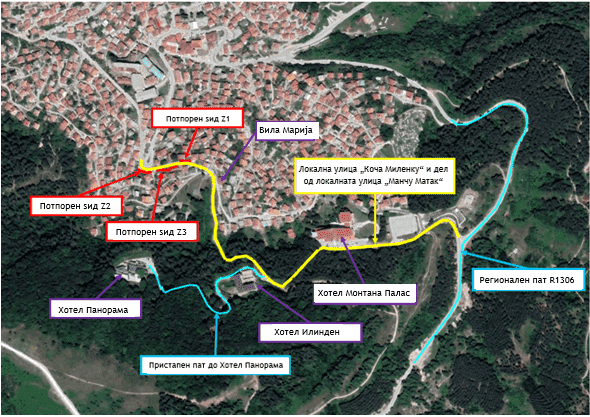 Потпорен ѕид Z1
Вила Марија
Локална улица „Коча Миленку“ и дел
од локалната улица „Манчу Матак“
Потпорен ѕид Z2
Потпорен ѕид Z3
Регионален пат R1306
Хотел Монтана Палас
Хотел Панорама
Хотел Илинден
Пристапен пат до Хотел Панорама